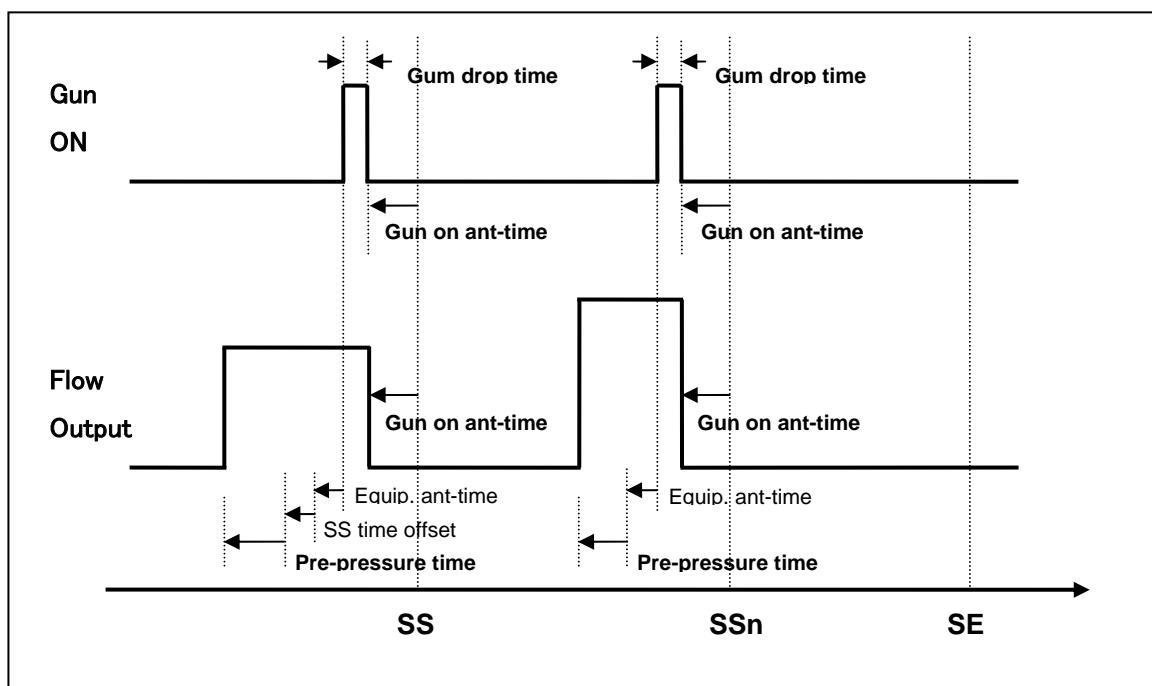 Gum drop time
Gum drop time
Gun
ON
Gun on ant-time
Gun on ant-time
Flow
Output
Gun on ant-time
Gun on ant-time
Equip. ant-time
Equip. ant-time
SS time offset
Pre-pressure time
Pre-pressure time
SS
SSn
SE